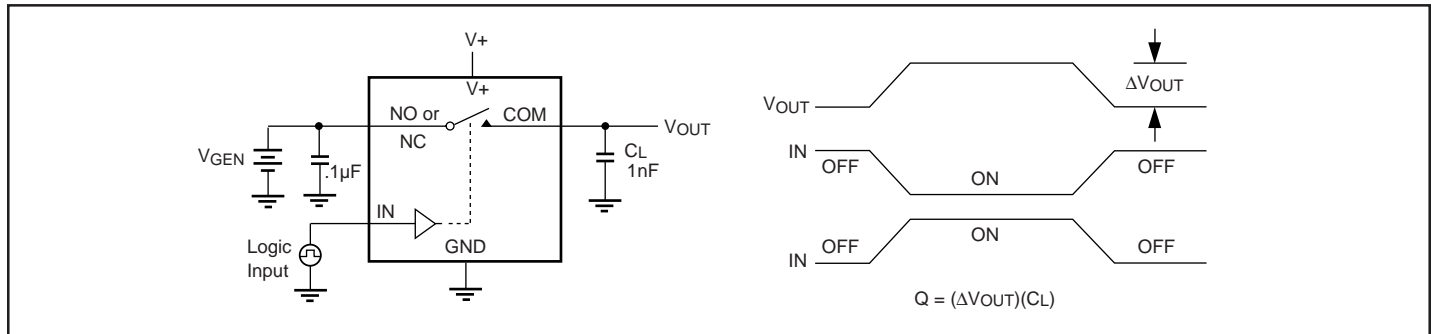 V+
V+
NO or
COM
NC
VOUT
VGEN
.1µF
CL
1nF
IN
Logic
Input
GND
VOUT
ΔVOUT
IN
OFF
ON
OFF
IN
OFF
ON
OFF
Q = (ΔVOUT)(CL)